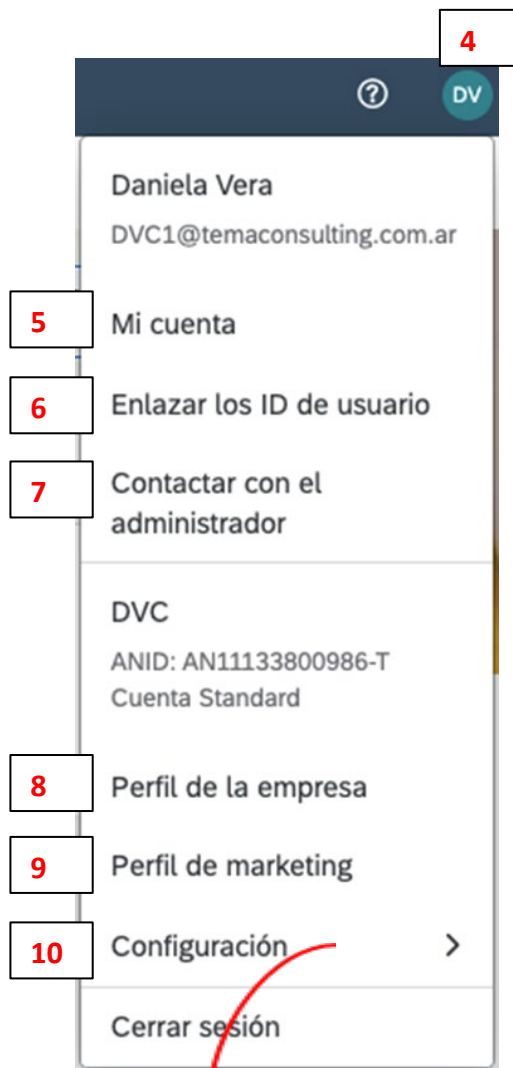 4
? DV
Daniela Vera
DVC1@temaconsulting.com.ar
5 Mi cuenta
6 Enlazar los ID de usuario
7 Contactar con el
administrador
DVC
ANID: AN11133800986-T
Cuenta Standard
8 Perfil de la empresa
9 Perfil de marketing
10 Configuración >
Cerrar sesión